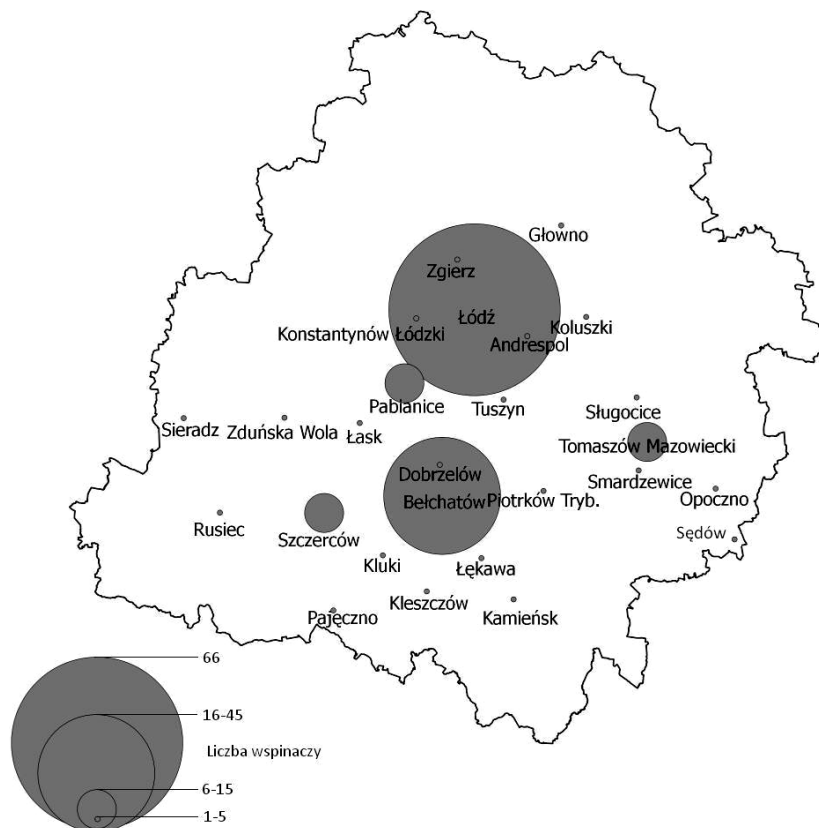 Głowno
Zgierz
Łódź
Konstantynów Łódzki
Koluszki
Andrespol
Pabianice
Tuszyn
Sługocice
Sieradz
Zduńska Wola
Łask
Tomaszów Mazowiecki
Dobrzelów
Smardzewice
Bełchatów
Piotrków Tryb.
Opoczno
Rusiec
Szczerców
Sędów
Kluki
Łękawa
Kleszczów
Kamieńsk
Pajęczno
66
16-45
Liczba wspinaczy
6-15
1-5